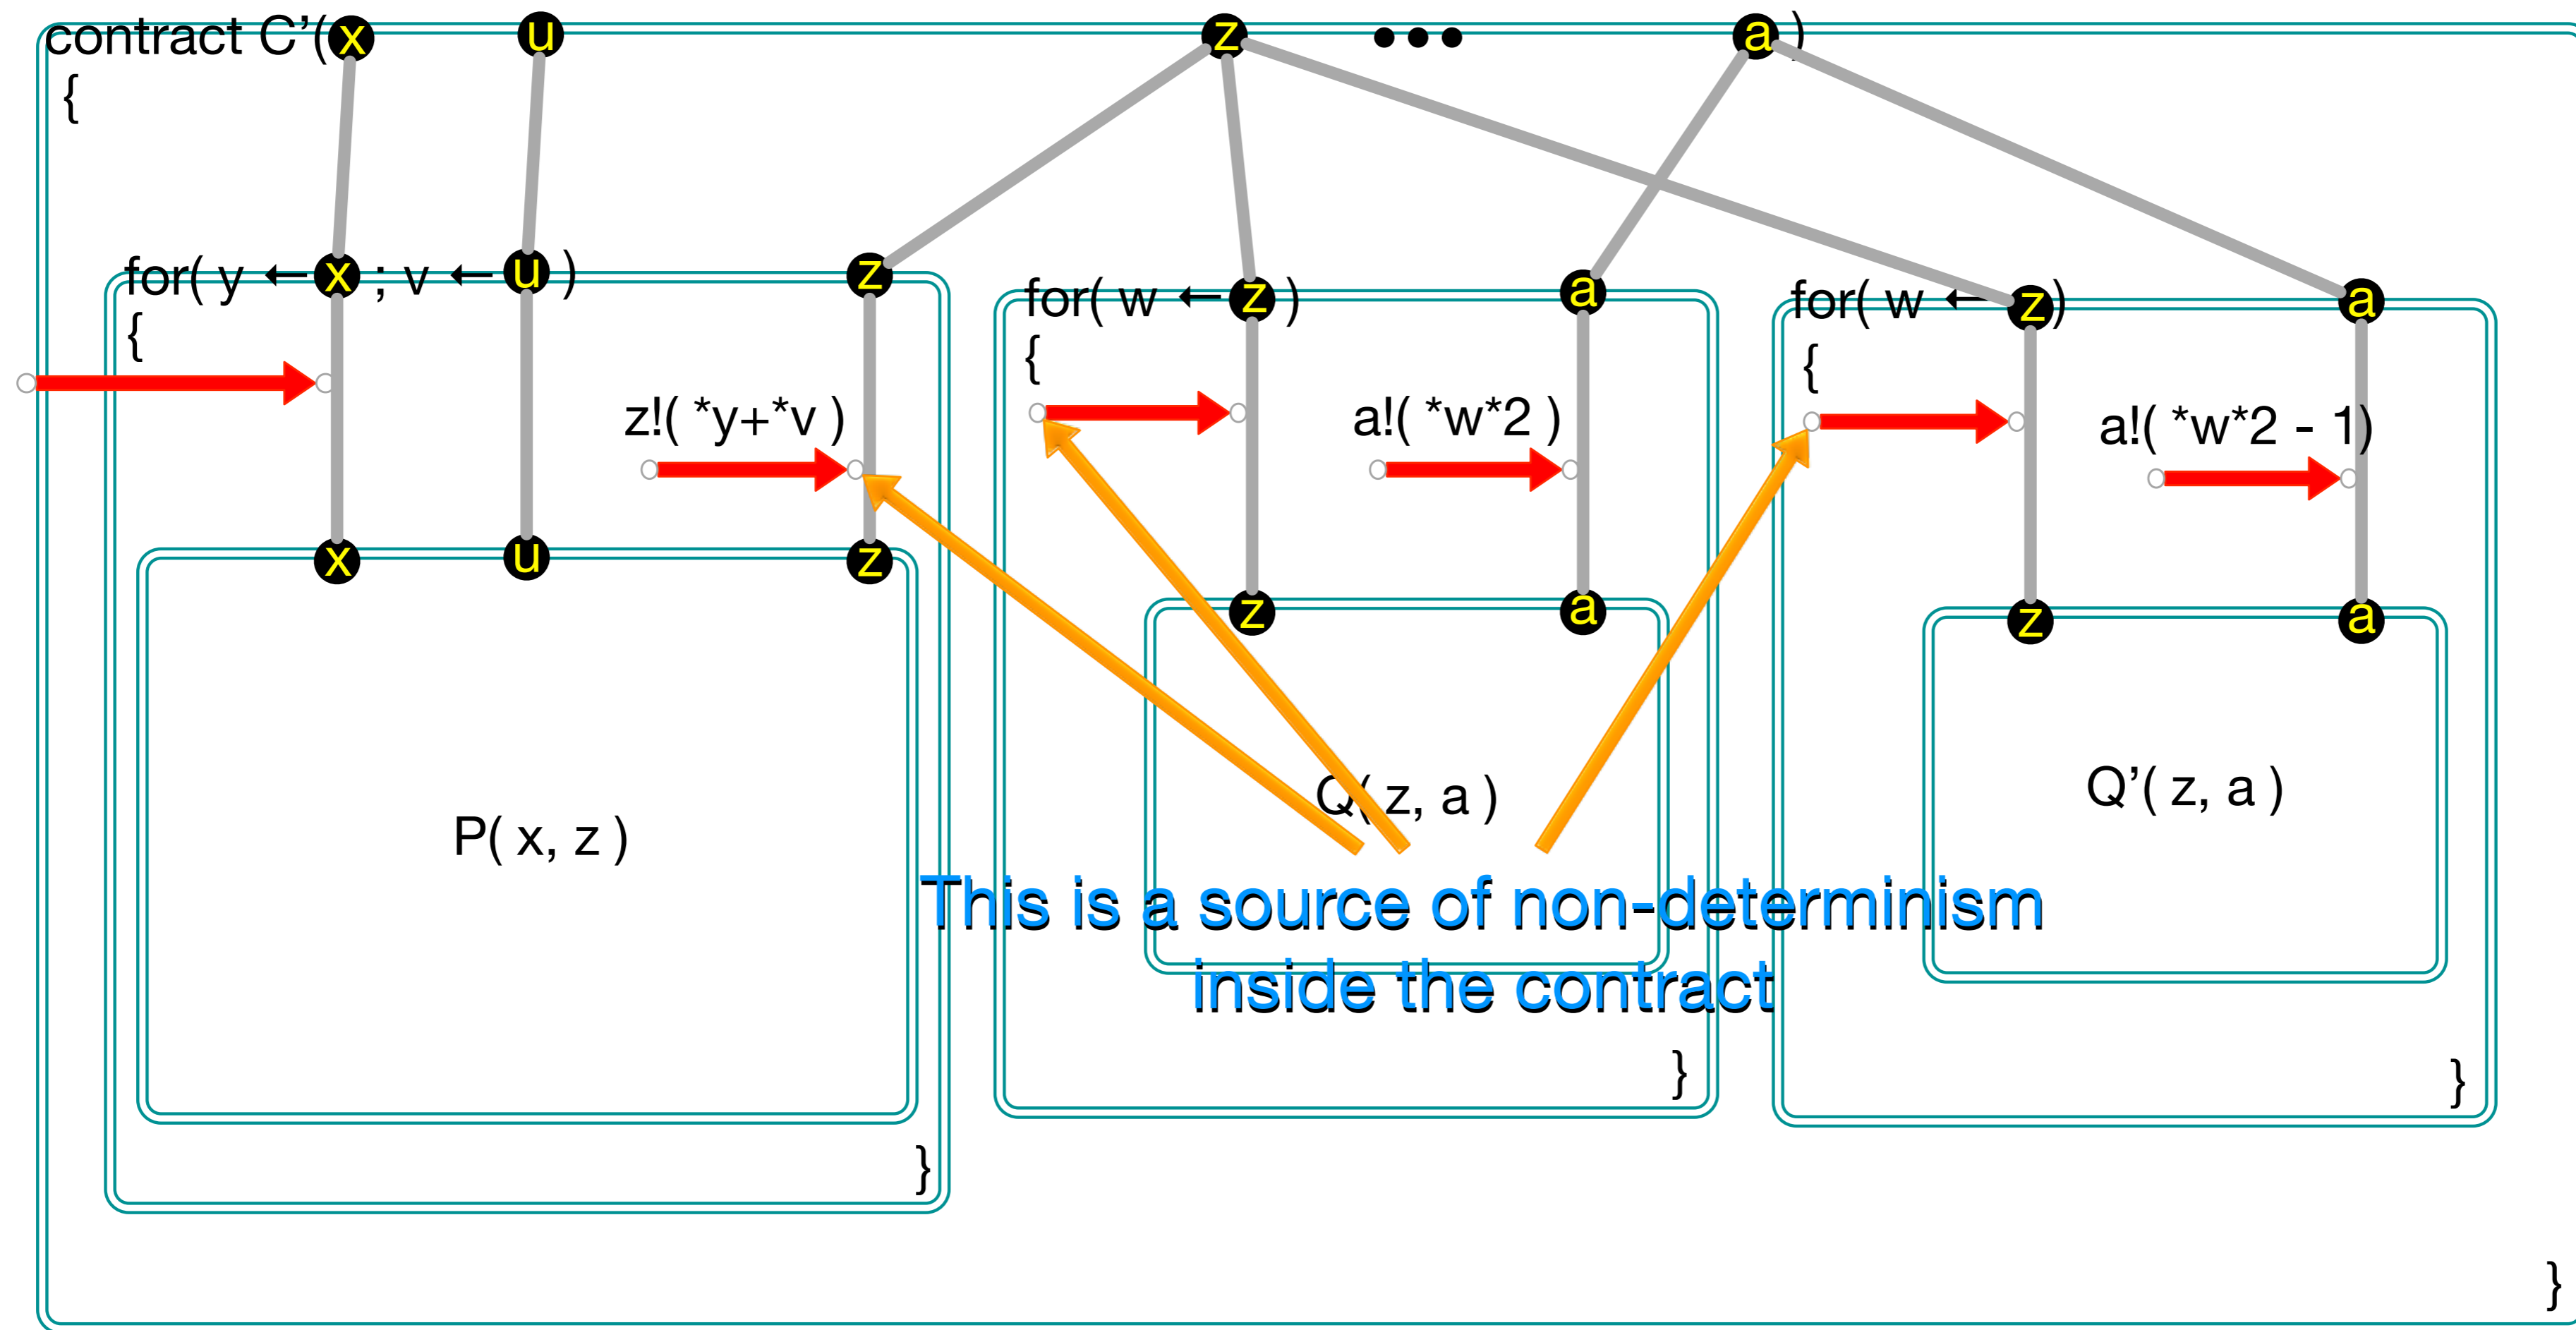 contract C’( x u z ••• a )
{
for( y ← x ; v ← u ) z
{
z!( *y+*v )
x u z
P( x, z )
}
for( w ← z ) a
{
a!( *w*2 )
z a
Q( z, a )
}
for( w ← z ) a
{
a!( *w*2 - 1)
z a
Q’( z, a )
}
This is a source of non-determinism
inside the contract
}